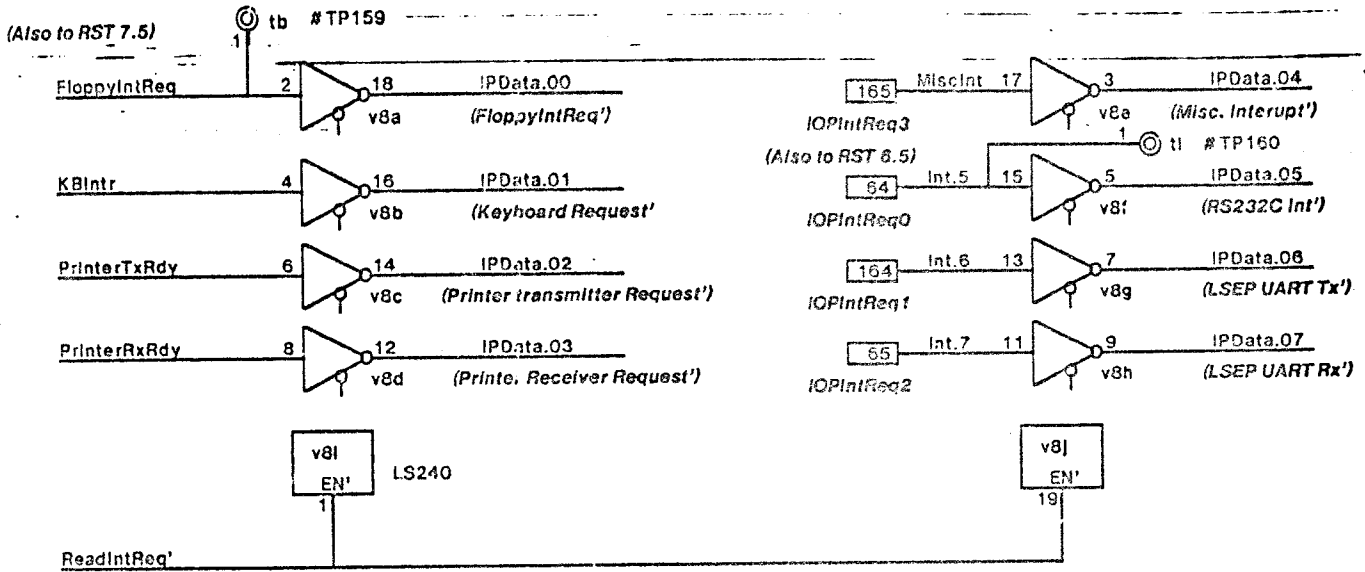 (Also to RST 7.5)
tb #TP159
1
FloppyIntReq 2 18 IPData.00
v8a (FloppyIntReq')
KBIntr 4 16 IPData.01
v8b (Keyboard Request'
PrinterTxRdy 6 14 IPData.02
v8c (Printer transmitter Request')
PrinterRxRdy 8 12 IPData.03
v8d (Printe. Receiver Request')
v8i
EN'
LS240
1
ReadIntReq'
165 MiscInt 17 3 IPData.04
IOPIntReq3 v8e (Misc. Interupt')
(Also to RST 6.5)
1 tl #TP160
64 Int.5 15 5 IPData.05
IOPIntReq0 v8f (RS232C Int')
164 Int.6 13 7 IPData.06
IOPIntReq1 v8g (LSEP UART Tx')
65 Int.7 11 9 IPData.07
IOPIntReq2 v8h (LSEP UART Rx')
v8j
EN'
19